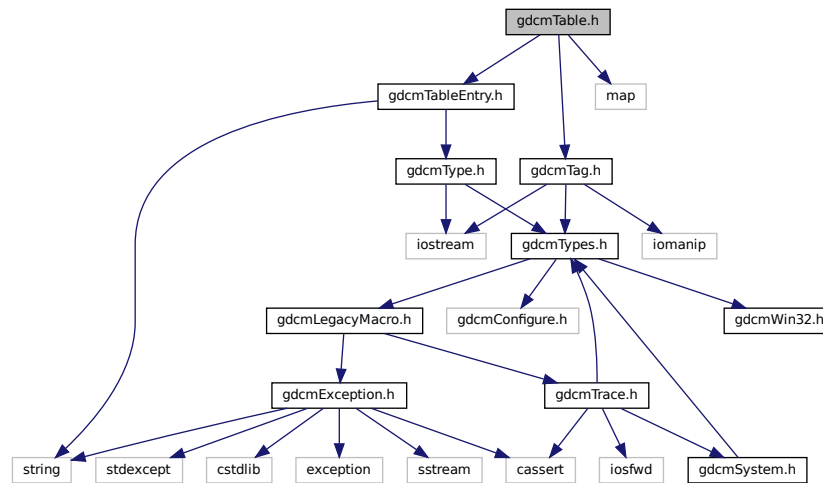 gdcmTable.h
gdcmTableEntry.h
map
gdcmType.h
gdcmTag.h
iostream
gdcmTypes.h
iomanip
gdcmLegacyMacro.h
gdcmConfigure.h
gdcmWin32.h
gdcmException.h
gdcmTrace.h
string
stdexcept
cstdlib
exception
sstream
cassert
iosfwd
gdcmSystem.h